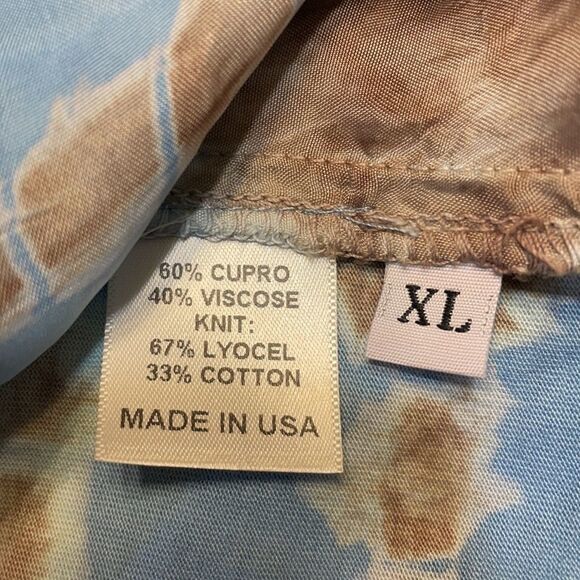 60% CUPRO
40% VISCOSE
KNIT:
67% LYOCEL
33% COTTON
MADE IN USA
XL